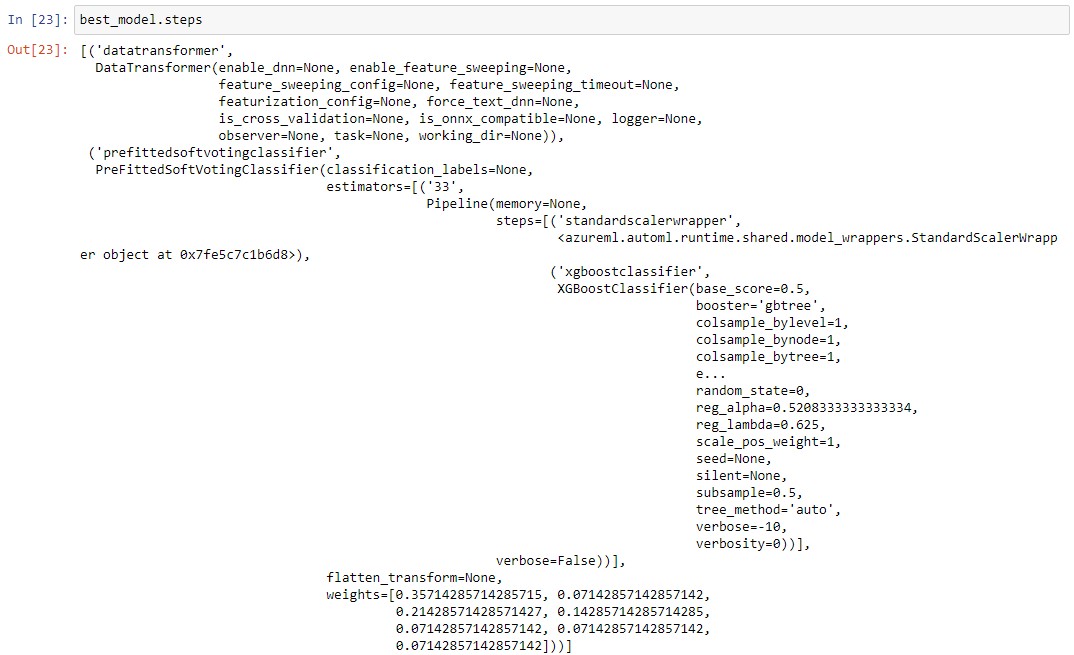 In [23]: best_model.steps
Out[23]: [('datatransformer',
DataTransformer(enable_dnn=None, enable_feature_sweeping=None,
feature_sweeping_config=None, feature_sweeping_timeout=None,
featurization_config=None, force_text_dnn=None,
is_cross_validation=None, is_onnx_compatible=None, logger=None,
observer=None, task=None, working_dir=None)),
('prefittedsoftvotingclassifier',
PreFittedSoftVotingClassifier(classification_labels=None,
estimators=[('33',
Pipeline(memory=None,
steps=[('standardscalerwrapper',
<azureml.automl.runtime.shared.model_wrappers.StandardScalerWrapp
er object at 0x7fe5c7c1b6d8>),
('xgboostclassifier',
XGBoostClassifier(base_score=0.5,
booster='gbtree',
colsample_bylevel=1,
colsample_bynode=1,
colsample_bytree=1,
e...
random_state=0,
reg_alpha=0.5208333333333334,
reg_lambda=0.625,
scale_pos_weight=1,
seed=None,
silent=None,
subsample=0.5,
tree_method='auto',
verbose=-10,
verbosity=0))],
verbose=False))],
flatten_transform=None,
weights=[0.35714285714285715, 0.07142857142857142,
0.21428571428571427, 0.14285714285714285,
0.07142857142857142, 0.07142857142857142,
0.07142857142857142]))]